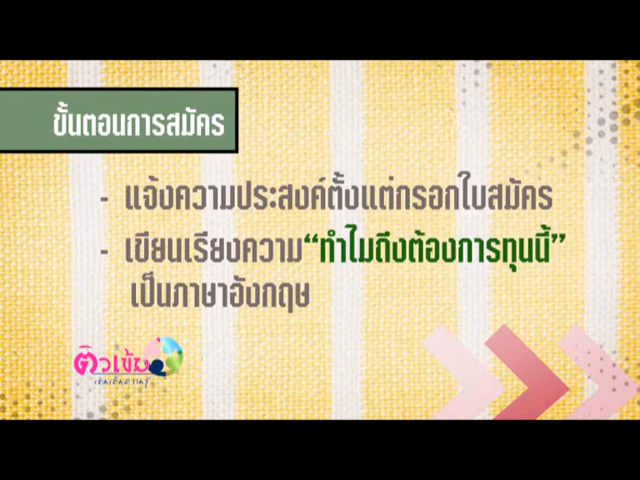 ขั้นตอนการสมัคร
- แจ้งความประสงค์ตั้งแต่กรอกใบสมัคร
- เขียนเรียงความ “ทำไมถึงต้องการทุนนี้”
เป็นภาษาอังกฤษ
ติวเข้ม